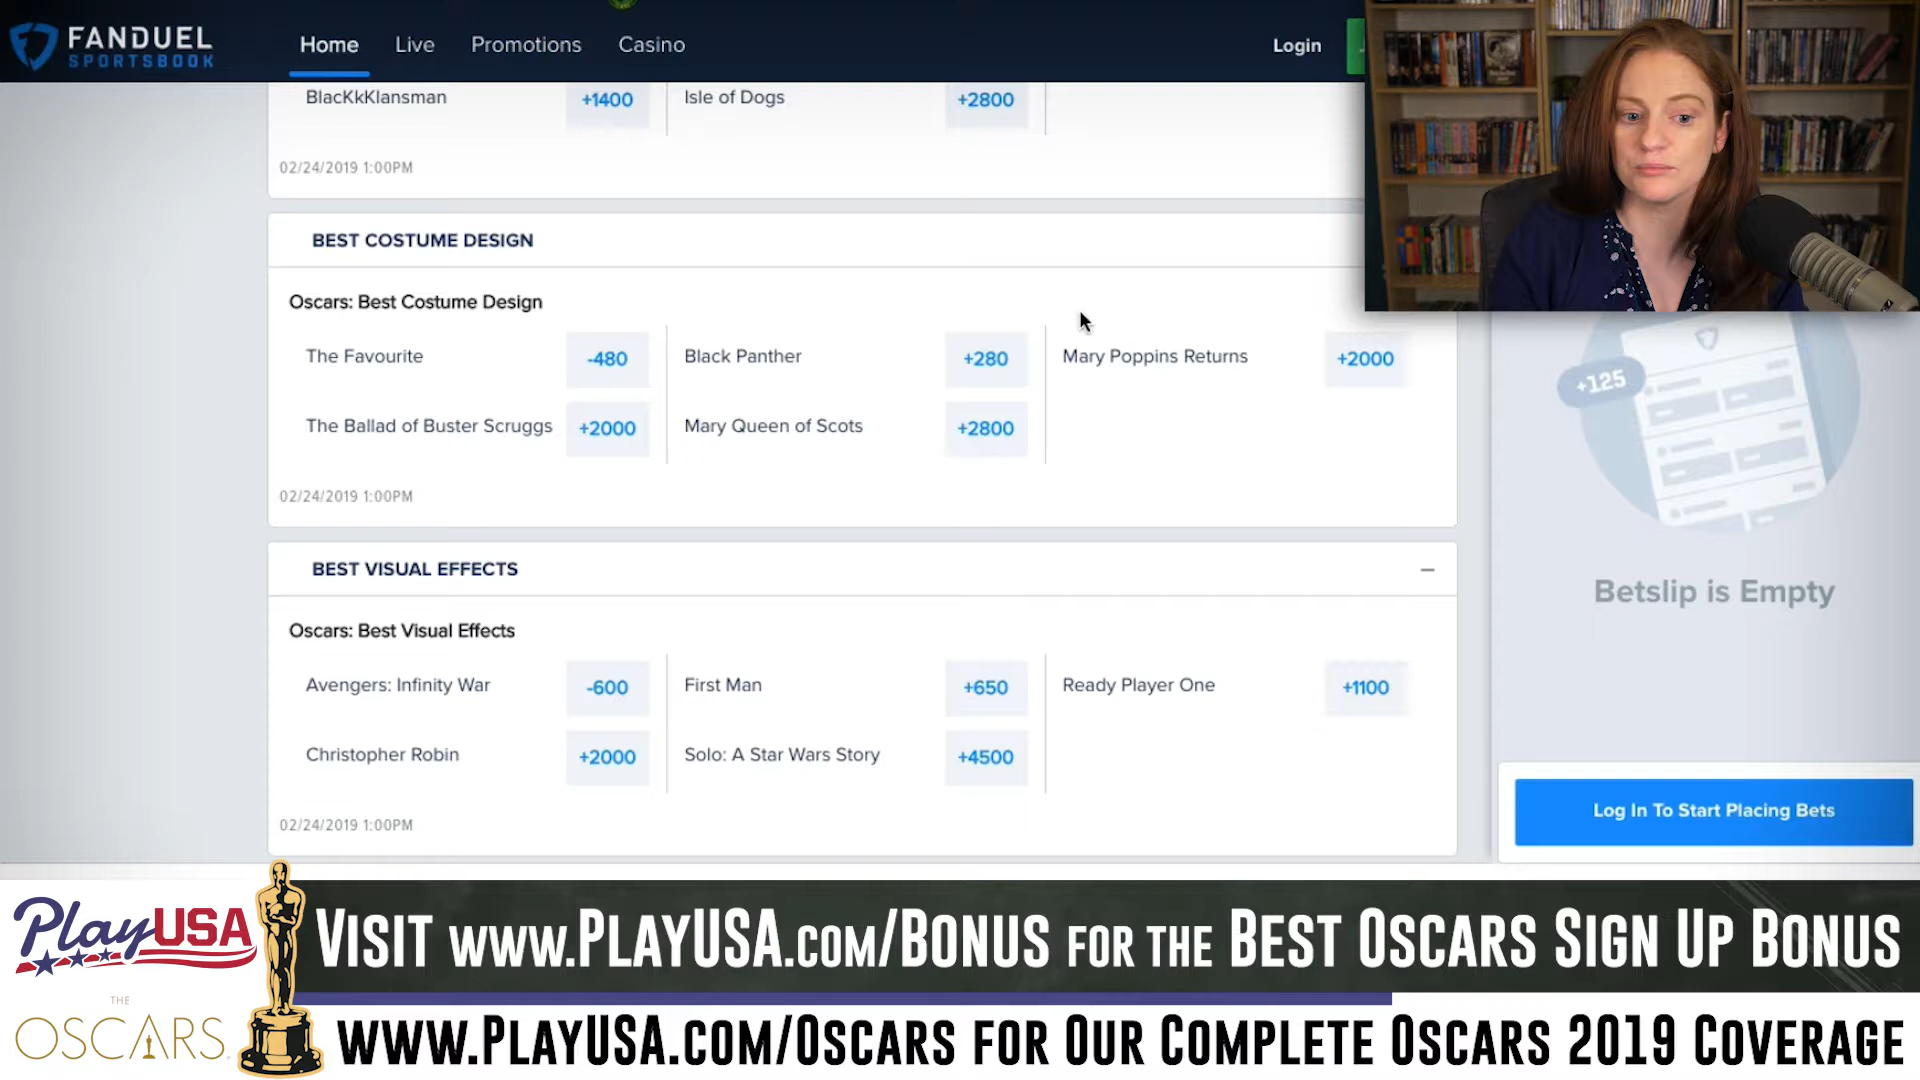 FANDUEL
SPORTSBOOK
Home Live Promotions Casino Login
BlacKkKlansman +1400 Isle of Dogs +2800
02/24/2019 1:00PM
BEST COSTUME DESIGN
Oscars: Best Costume Design
The Favourite -480 Black Panther +280 Mary Poppins Returns +2000
The Ballad of Buster Scruggs +2000 Mary Queen of Scots +2800
02/24/2019 1:00PM
+125
Betslip is Empty
BEST VISUAL EFFECTS
Oscars: Best Visual Effects
Avengers: Infinity War -600 First Man +650 Ready Player One +1100
Christopher Robin +2000 Solo: A Star Wars Story +4500
02/24/2019 1:00PM
Log In To Start Placing Bets
PlayUSA
VISIT WWW.PLAYUSA.COM/BONUS FOR THE BEST OSCARS SIGN UP BONUS
THE
OSCARS
WWW.PLAYUSA.COM/OSCARS FOR OUR COMPLETE OSCARS 2019 COVERAGE